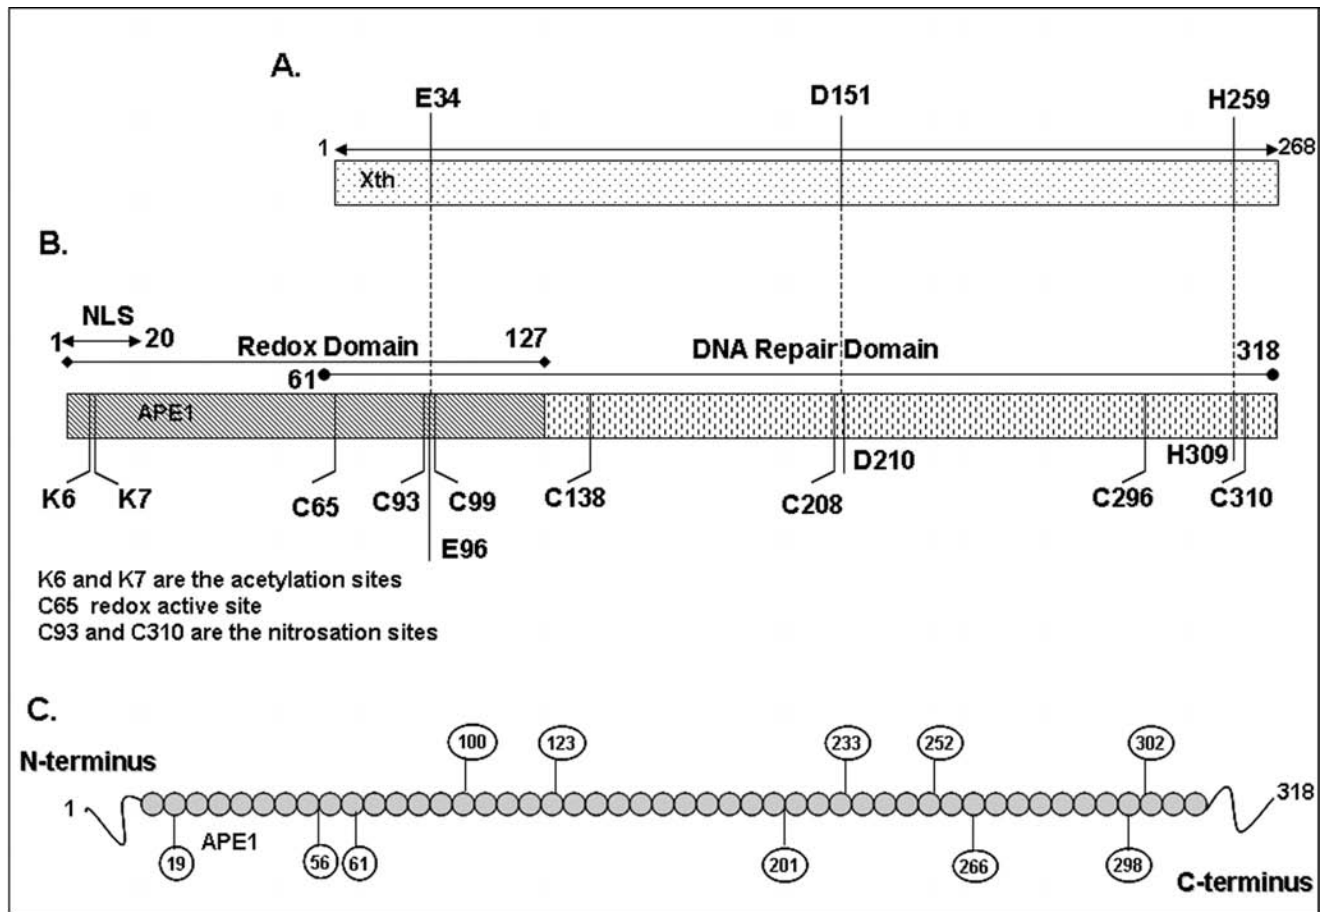 A.
E34 D151 H259
1 268
Xth
B.
NLS
1 20 Redox Domain 127 DNA Repair Domain 318
61
APE1
K6 K7 C65 C93 C99 C138 C208 D210 C296 H309 C310
E96
K6 and K7 are the acetylation sites
C65 redox active site
C93 and C310 are the nitrosation sites
C.
100 123 233 252 302
N-terminus
1 318
APE1
19 56 61 201 266 298
C-terminus